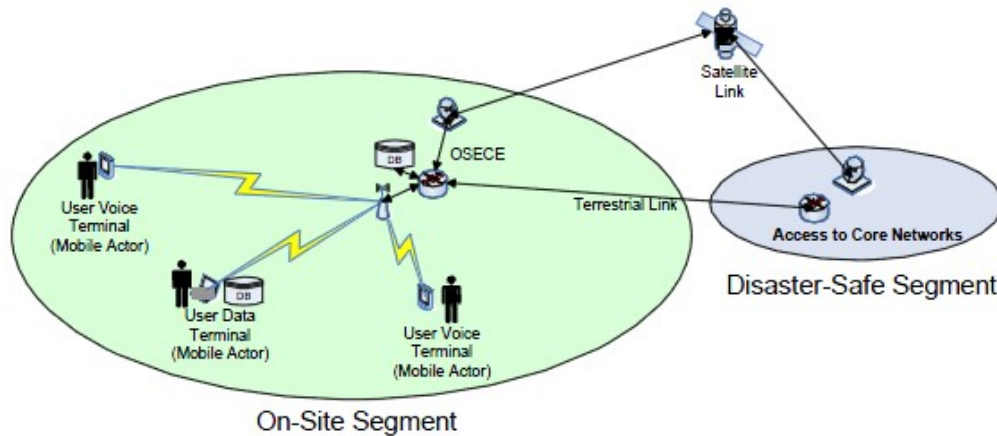 Satellite
Link
DB
OSECE
User Voice
Terminal
(Mobile Actor)
Terrestrial Link
Access to Core Networks
Disaster-Safe Segment
DB
User Data
Terminal
(Mobile Actor)
User Voice
Terminal
(Mobile Actor)
On-Site Segment